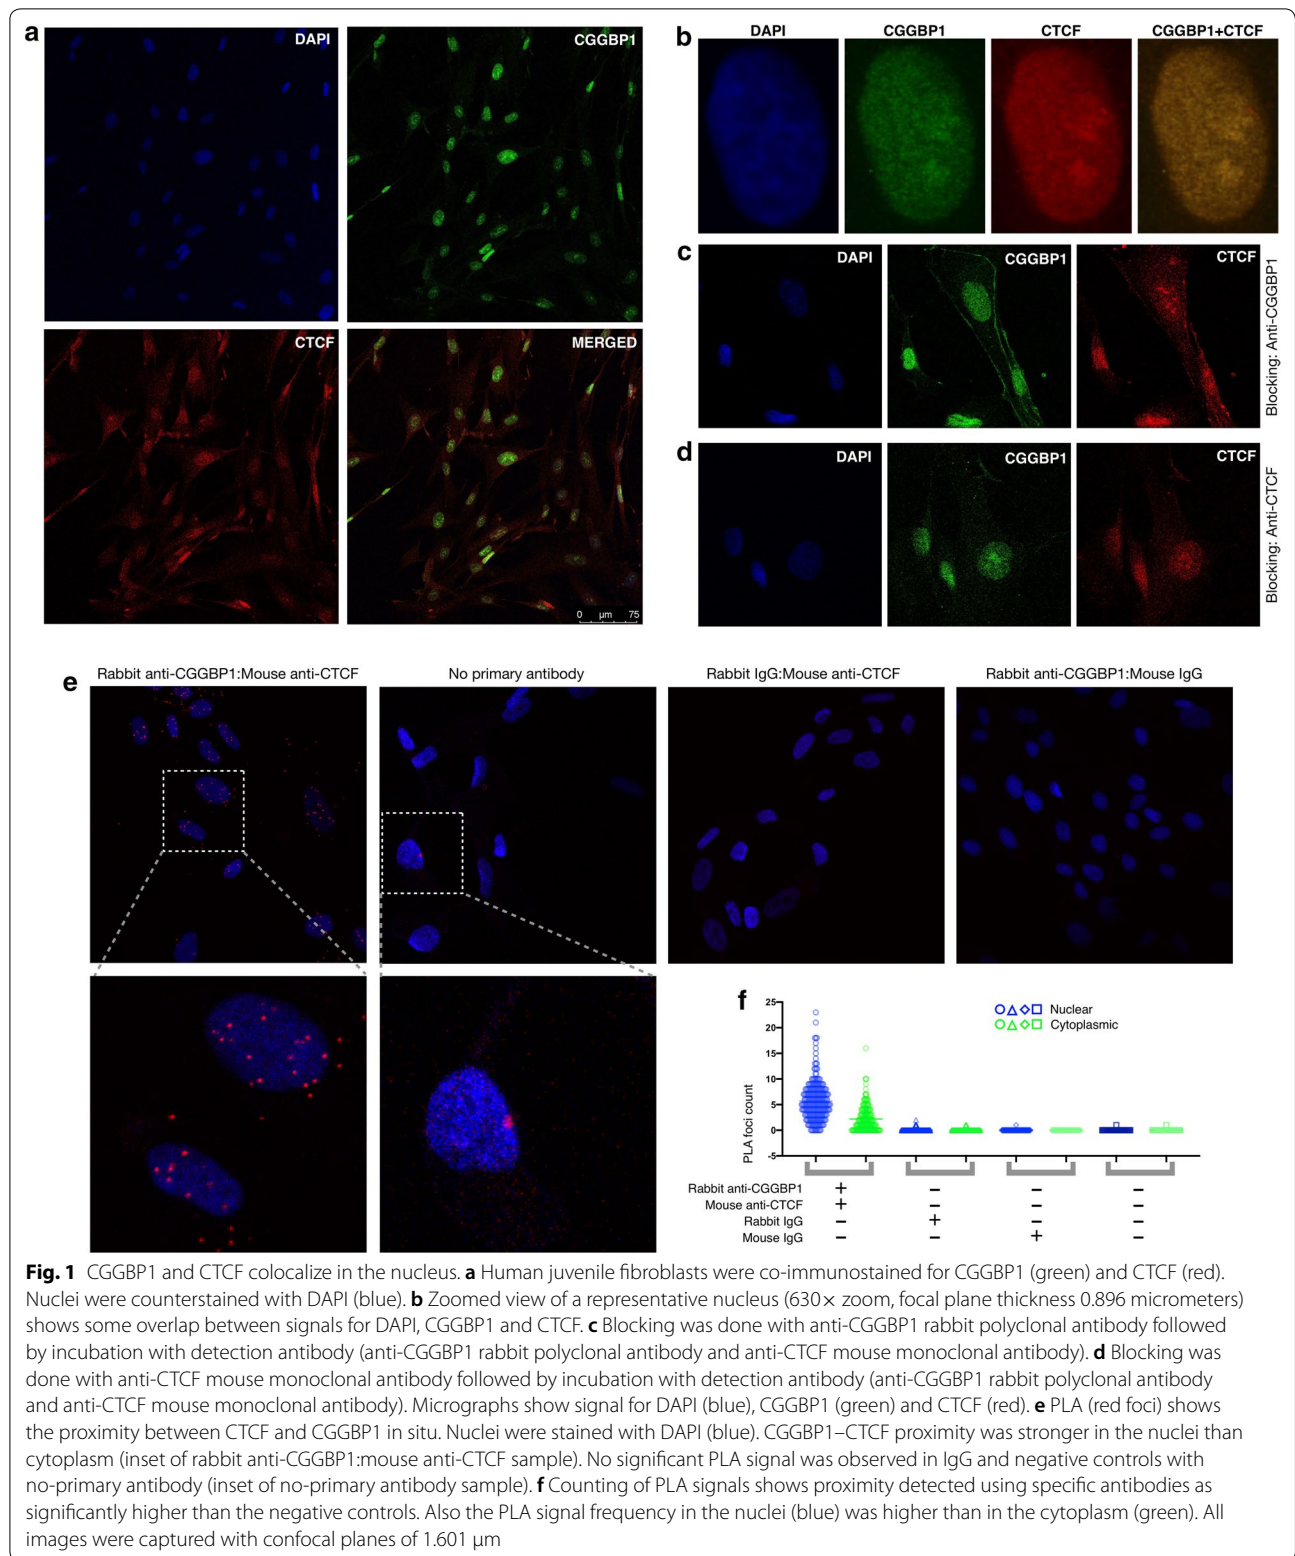 a
DAPI
CGGBP1
CTCF
MERGED
0 µm 75
b
DAPI CGGBP1 CTCF CGGBP1+CTCF
c
DAPI
CGGBP1
CTCF
Blocking: Anti-CGGBP1
d
DAPI
CGGBP1
CTCF
Blocking: Anti-CTCF
e
Rabbit anti-CGGBP1:Mouse anti-CTCF
No primary antibody
Rabbit IgG:Mouse anti-CTCF
Rabbit anti-CGGBP1:Mouse IgG
f
PLA foci count
25
20
15
10
5
0
-5
Nuclear
Cytoplasmic
Rabbit anti-CGGBP1 + − − −
Mouse anti-CTCF + − − −
Rabbit IgG − + − −
Mouse IgG − − + −
Fig. 1 CGGBP1 and CTCF colocalize in the nucleus. a Human juvenile fibroblasts were co-immunostained for CGGBP1 (green) and CTCF (red).
Nuclei were counterstained with DAPI (blue). b Zoomed view of a representative nucleus (630× zoom, focal plane thickness 0.896 micrometers)
shows some overlap between signals for DAPI, CGGBP1 and CTCF. c Blocking was done with anti-CGGBP1 rabbit polyclonal antibody followed
by incubation with detection antibody (anti-CGGBP1 rabbit polyclonal antibody and anti-CTCF mouse monoclonal antibody). d Blocking was
done with anti-CTCF mouse monoclonal antibody followed by incubation with detection antibody (anti-CGGBP1 rabbit polyclonal antibody
and anti-CTCF mouse monoclonal antibody). Micrographs show signal for DAPI (blue), CGGBP1 (green) and CTCF (red). e PLA (red foci) shows
the proximity between CTCF and CGGBP1 in situ. Nuclei were stained with DAPI (blue). CGGBP1–CTCF proximity was stronger in the nuclei than
cytoplasm (inset of rabbit anti-CGGBP1:mouse anti-CTCF sample). No significant PLA signal was observed in IgG and negative controls with
no-primary antibody (inset of no-primary antibody sample). f Counting of PLA signals shows proximity detected using specific antibodies as
significantly higher than the negative controls. Also the PLA signal frequency in the nuclei (blue) was higher than in the cytoplasm (green). All
images were captured with confocal planes of 1.601 µm